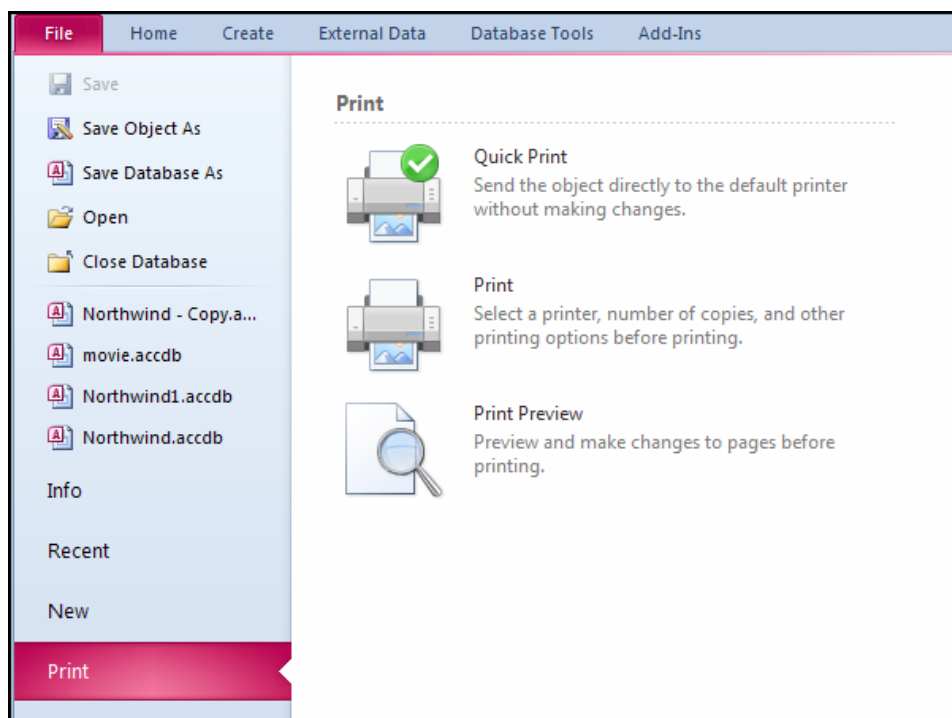 File Home Create External Data Database Tools Add-Ins
Save
Save Object As
Save Database As
Open
Close Database
Northwind - Copy.a...
movie.accdb
Northwind1.accdb
Northwind.accdb
Info
Recent
New
Print
Print
Quick Print
Send the object directly to the default printer
without making changes.
Print
Select a printer, number of copies, and other
printing options before printing.
Print Preview
Preview and make changes to pages before
printing.